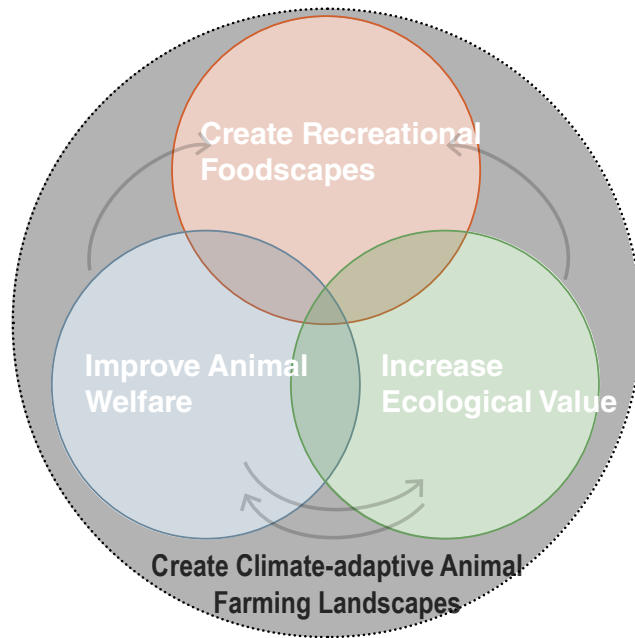 Create Recreational
Foodscapes
Improve Animal
Welfare
Increase
Ecological Value
Create Climate-adaptive Animal
Farming Landscapes